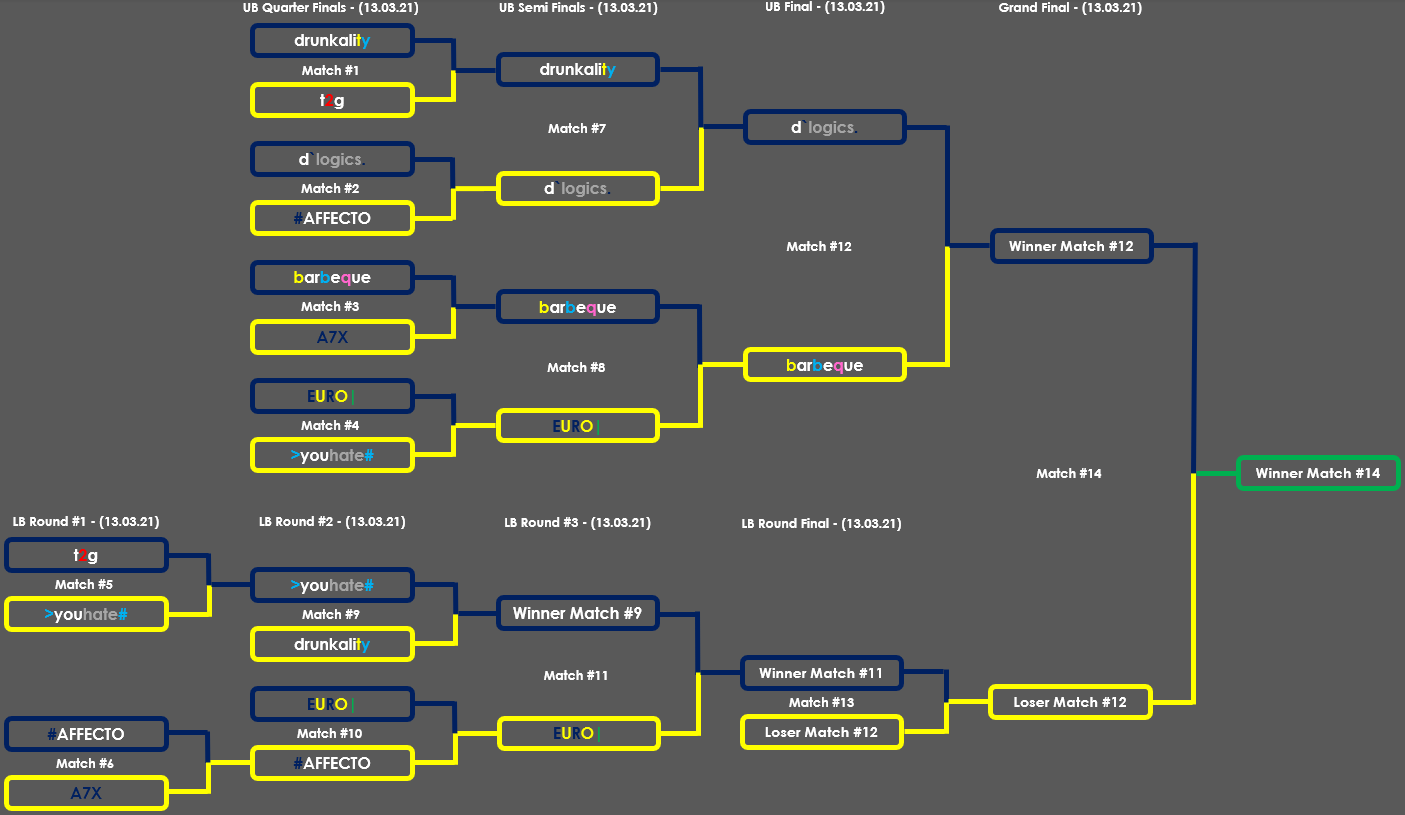 UB Quarter Finals - (13.03.21)
UB Semi Finals - (13.03.21)
UB Final - (13.03.21)
Grand Final - (13.03.21)
drunkality
Match #1
t2g
drunkality
Match #7
d`logics.
Match #2
#AFFECTO
d`logics.
d`logics.
Match #12
barbeque
Match #3
A7X
barbeque
Match #8
EURO|
Match #4
>youhate#
EURO|
barbeque
Winner Match #12
Match #14
Winner Match #14
LB Round #1 - (13.03.21)
LB Round #2 - (13.03.21)
LB Round #3 - (13.03.21)
LB Round Final - (13.03.21)
t2g
Match #5
>youhate#
>youhate#
Match #9
drunkality
Winner Match #9
Match #11
EURO|
Match #10
#AFFECTO
EURO|
#AFFECTO
Match #6
A7X
Winner Match #11
Match #13
Loser Match #12
Loser Match #12